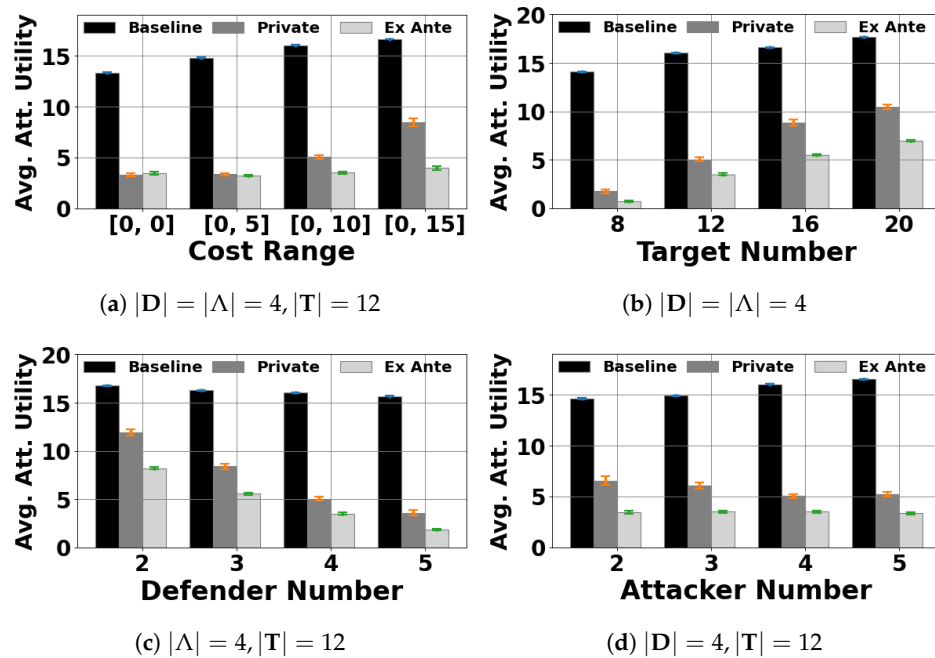 Baseline Private Ex Ante
Avg. Att. Utility
15
10
5
0
[0, 0] [0, 5] [0, 10] [0, 15]
Cost Range
(a) |D| = |Λ| = 4, |T| = 12
Baseline Private Ex Ante
Avg. Att. Utility
20
15
10
5
0
8 12 16 20
Target Number
(b) |D| = |Λ| = 4
Baseline Private Ex Ante
Avg. Att. Utility
20
15
10
5
0
2 3 4 5
Defender Number
(c) |Λ| = 4, |T| = 12
Baseline Private Ex Ante
Avg. Att. Utility
15
10
5
0
2 3 4 5
Attacker Number
(d) |D| = 4, |T| = 12